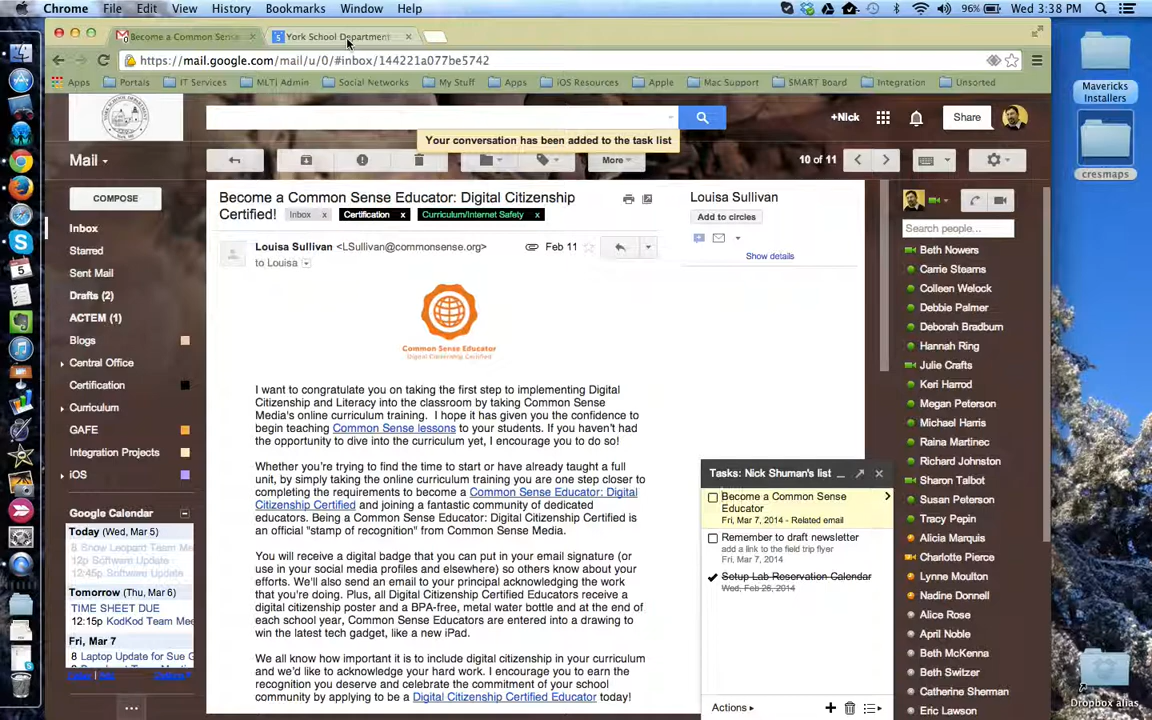 Chrome File Edit View History Bookmarks Window Help 96% Wed 3:38 PM
Become a Common Sense York School Department
https://mail.google.com/mail/u/0/#inbox/144221a077be5742
Apps Portals IT Services MLTI Admin Social Networks My Stuff Apps iOS Resources Apple Mac Support SMART Board Integration Unsorted
+Nick Share
Your conversation has been added to the task list
Mail More 10 of 11
COMPOSE
Inbox
Starred
Sent Mail
Drafts (2)
ACTEM (1)
Blogs
Central Office
Certification
Curriculum
GAFE
Integration Projects
iOS
Google Calendar
Today (Wed, Mar 5)
8 Snow Leopard Team Me
12p Software Update
12:45p Software Update
Tomorrow (Thu, Mar 6)
TIME SHEET DUE
12:15p KodKod Team Mee
Fri, Mar 7
8 Laptop Update for Sue G
Become a Common Sense Educator: Digital Citizenship
Certified! Inbox x Certification x Curriculum/Internet Safety x
Louisa Sullivan <LSullivan@commonsense.org> Feb 11
to Louisa
Common Sense Educator
Digital Citizenship Certified
I want to congratulate you on taking the first step to implementing Digital
Citizenship and Literacy into the classroom by taking Common Sense
Media's online curriculum training. I hope it has given you the confidence to
begin teaching Common Sense lessons to your students. If you haven't had
the opportunity to dive into the curriculum yet, I encourage you to do so!
Whether you're trying to find the time to start or have already taught a full
unit, by simply taking the online curriculum training you are one step closer to
completing the requirements to become a Common Sense Educator: Digital
Citizenship Certified and joining a fantastic community of dedicated
educators. Being a Common Sense Educator: Digital Citizenship Certified is
an official "stamp of recognition" from Common Sense Media.
You will receive a digital badge that you can put in your email signature (or
use in your social media profiles and elsewhere) so others know about your
efforts. We'll also send an email to your principal acknowledging the work
that you're doing. Plus, all Digital Citizenship Certified Educators receive a
digital citizenship poster and a BPA-free, metal water bottle and at the end of
each school year, Common Sense Educators are entered into a drawing to
win the latest tech gadget, like a new iPad.
We all know how important it is to include digital citizenship in your curriculum
and we'd like to acknowledge your hard work. I encourage you to earn the
recognition you deserve and celebrate the commitment of your school
community by applying to be a Digital Citizenship Certified Educator today!
Louisa Sullivan
Add to circles
Show details
Tasks: Nick Shuman's list
Become a Common Sense
Educator
Fri, Mar 7, 2014 - Related email
Remember to draft newsletter
add a link to the field trip flyer
Fri, Mar 7, 2014
Setup Lab Reservation Calendar
Wed, Feb 26, 2014
Actions
Search people...
Beth Nowers
Carrie Stearns
Colleen Welock
Debbie Palmer
Deborah Bradburn
Hannah Ring
Julie Crafts
Keri Harrod
Megan Peterson
Michael Harris
Raina Martinec
Richard Johnston
Sharon Talbot
Susan Peterson
Tracy Pepin
Alicia Marquis
Charlotte Pierce
Lynne Moulton
Nadine Donnell
Alice Rose
April Noble
Beth McKenna
Beth Switzer
Catherine Sherman
Eric Lawson
Mavericks
Installers
cresmaps
Dropbox alias